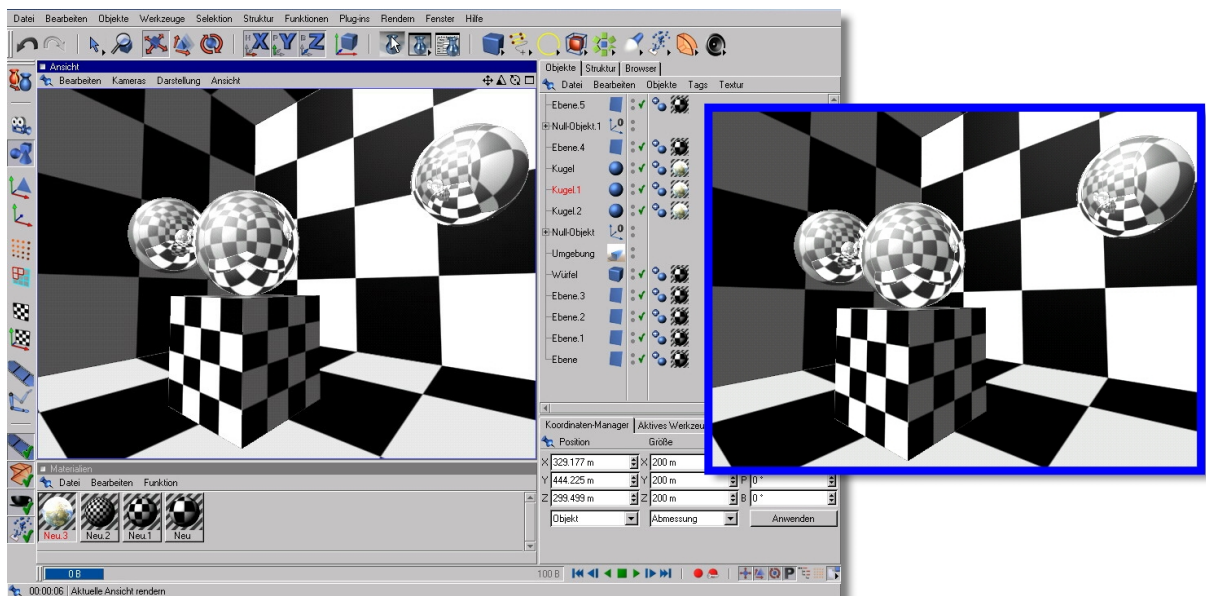 Datei Bearbeiten Objekte Werkzeuge Selektion Struktur Funktionen Plug-ins Rendern Fenster Hilfe
X Y Z
Ansicht
Bearbeiten Kameras Darstellung Ansicht
Objekte Struktur Browser
Datei Bearbeiten Objekte Tags Textur
Ebene.5
Null-Objekt.1
Ebene.4
Kugel
Kugel.1
Kugel.2
Null-Objekt
Umgebung
Würfel
Ebene.3
Ebene.2
Ebene.1
Ebene
Koordinaten-Manager Aktives Werkzeu
Position Größe
X 329.177 m X 200 m
Y 444.225 m Y 200 m P 0 °
Z 299.499 m Z 200 m B 0 °
Objekt Abmessung Anwenden
Materialien
Datei Bearbeiten Funktion
Neu.3 Neu.2 Neu.1 Neu
0 B 100 B P
00:00:06 Aktuelle Ansicht rendern